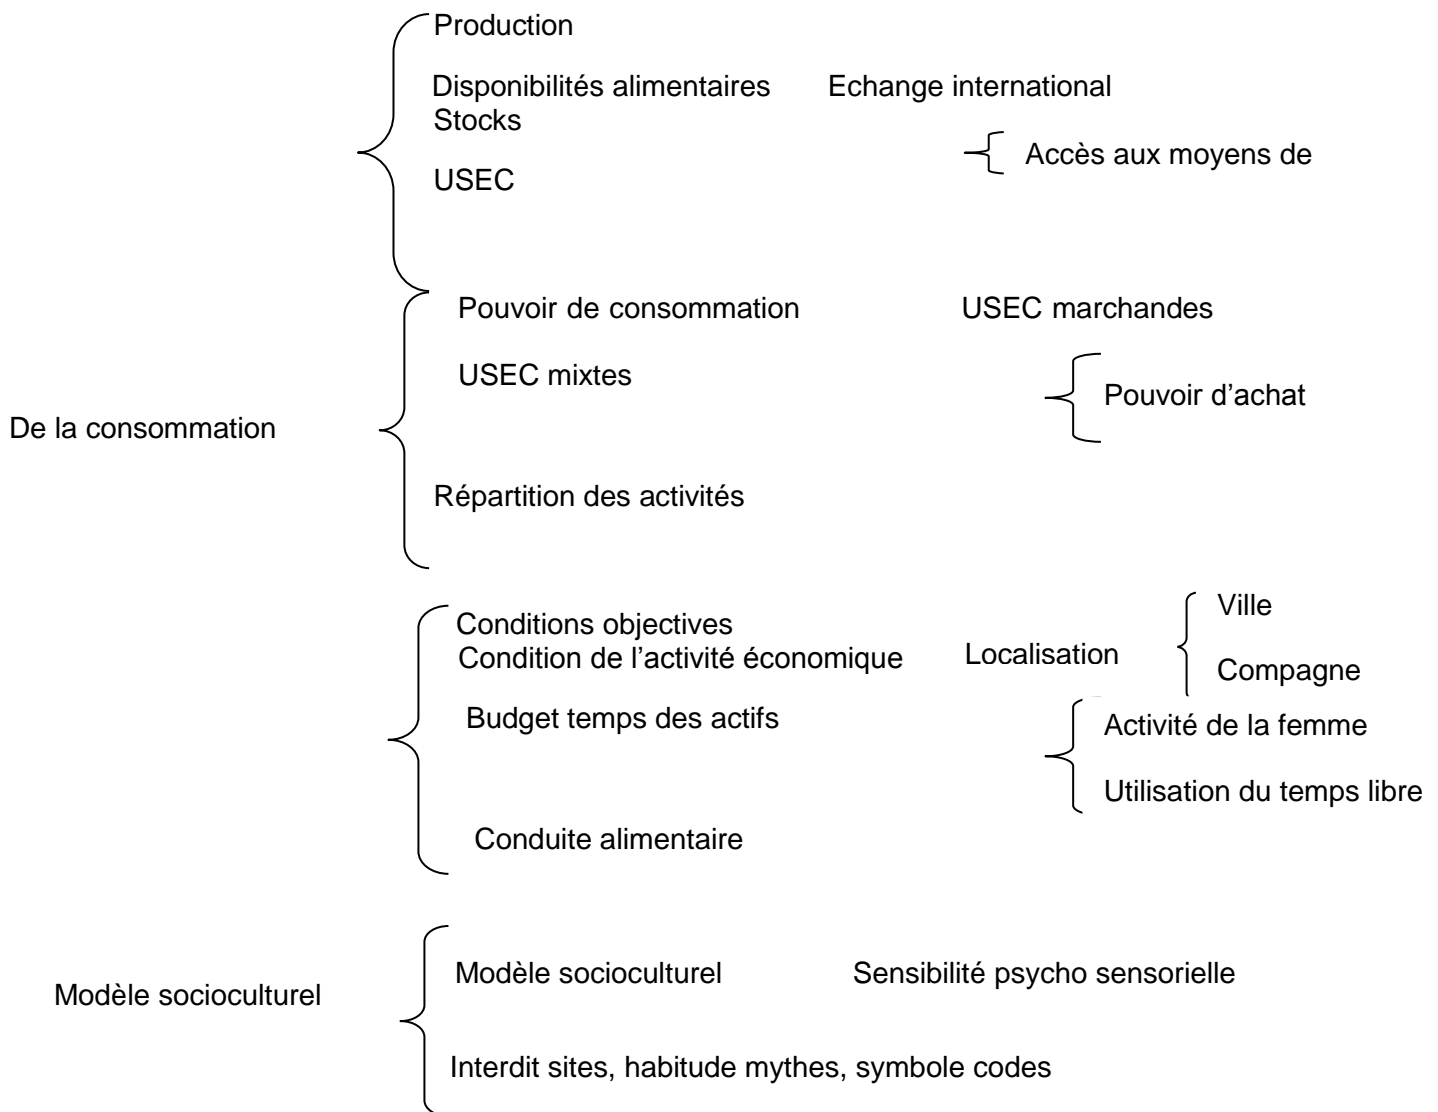 Production
Disponibilités alimentaires Echange international
Stocks
Accès aux moyens de
USEC
Pouvoir de consommation USEC marchandes
USEC mixtes
Pouvoir d’achat
De la consommation
Répartition des activités
Ville
Conditions objectives
Condition de l’activité économique Localisation
Compagne
Budget temps des actifs Activité de la femme
Utilisation du temps libre
Conduite alimentaire
Modèle socioculturel Sensibilité psycho sensorielle
Modèle socioculturel
Interdit sites, habitude mythes, symbole codes